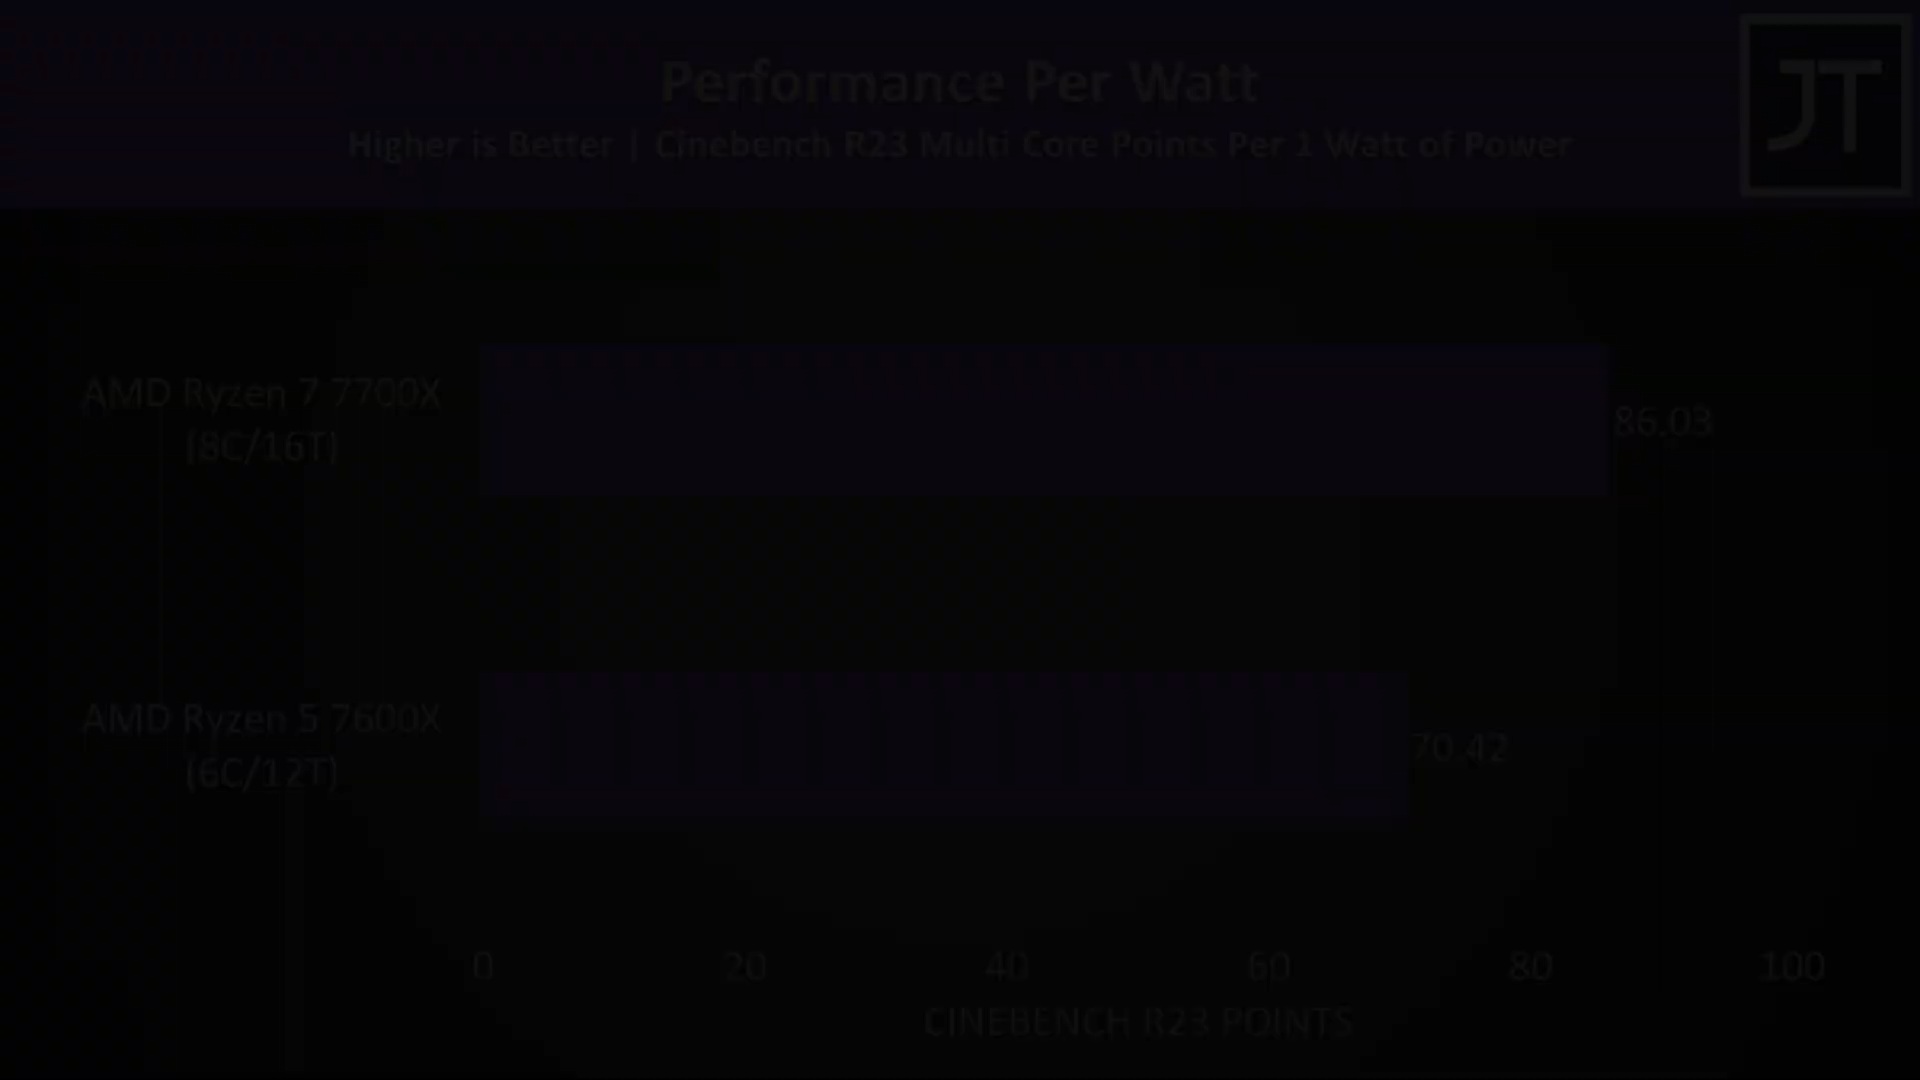 Performance Per Watt
JT
Higher is Better | Cinebench R23 Multi Core Points Per 1 Watt of Power
AMD Ryzen 7 7700X
(8C/16T)
86.03
AMD Ryzen 5 7600X
(6C/12T)
70.42
0 20 40 60 80 100
CINEBENCH R23 POINTS